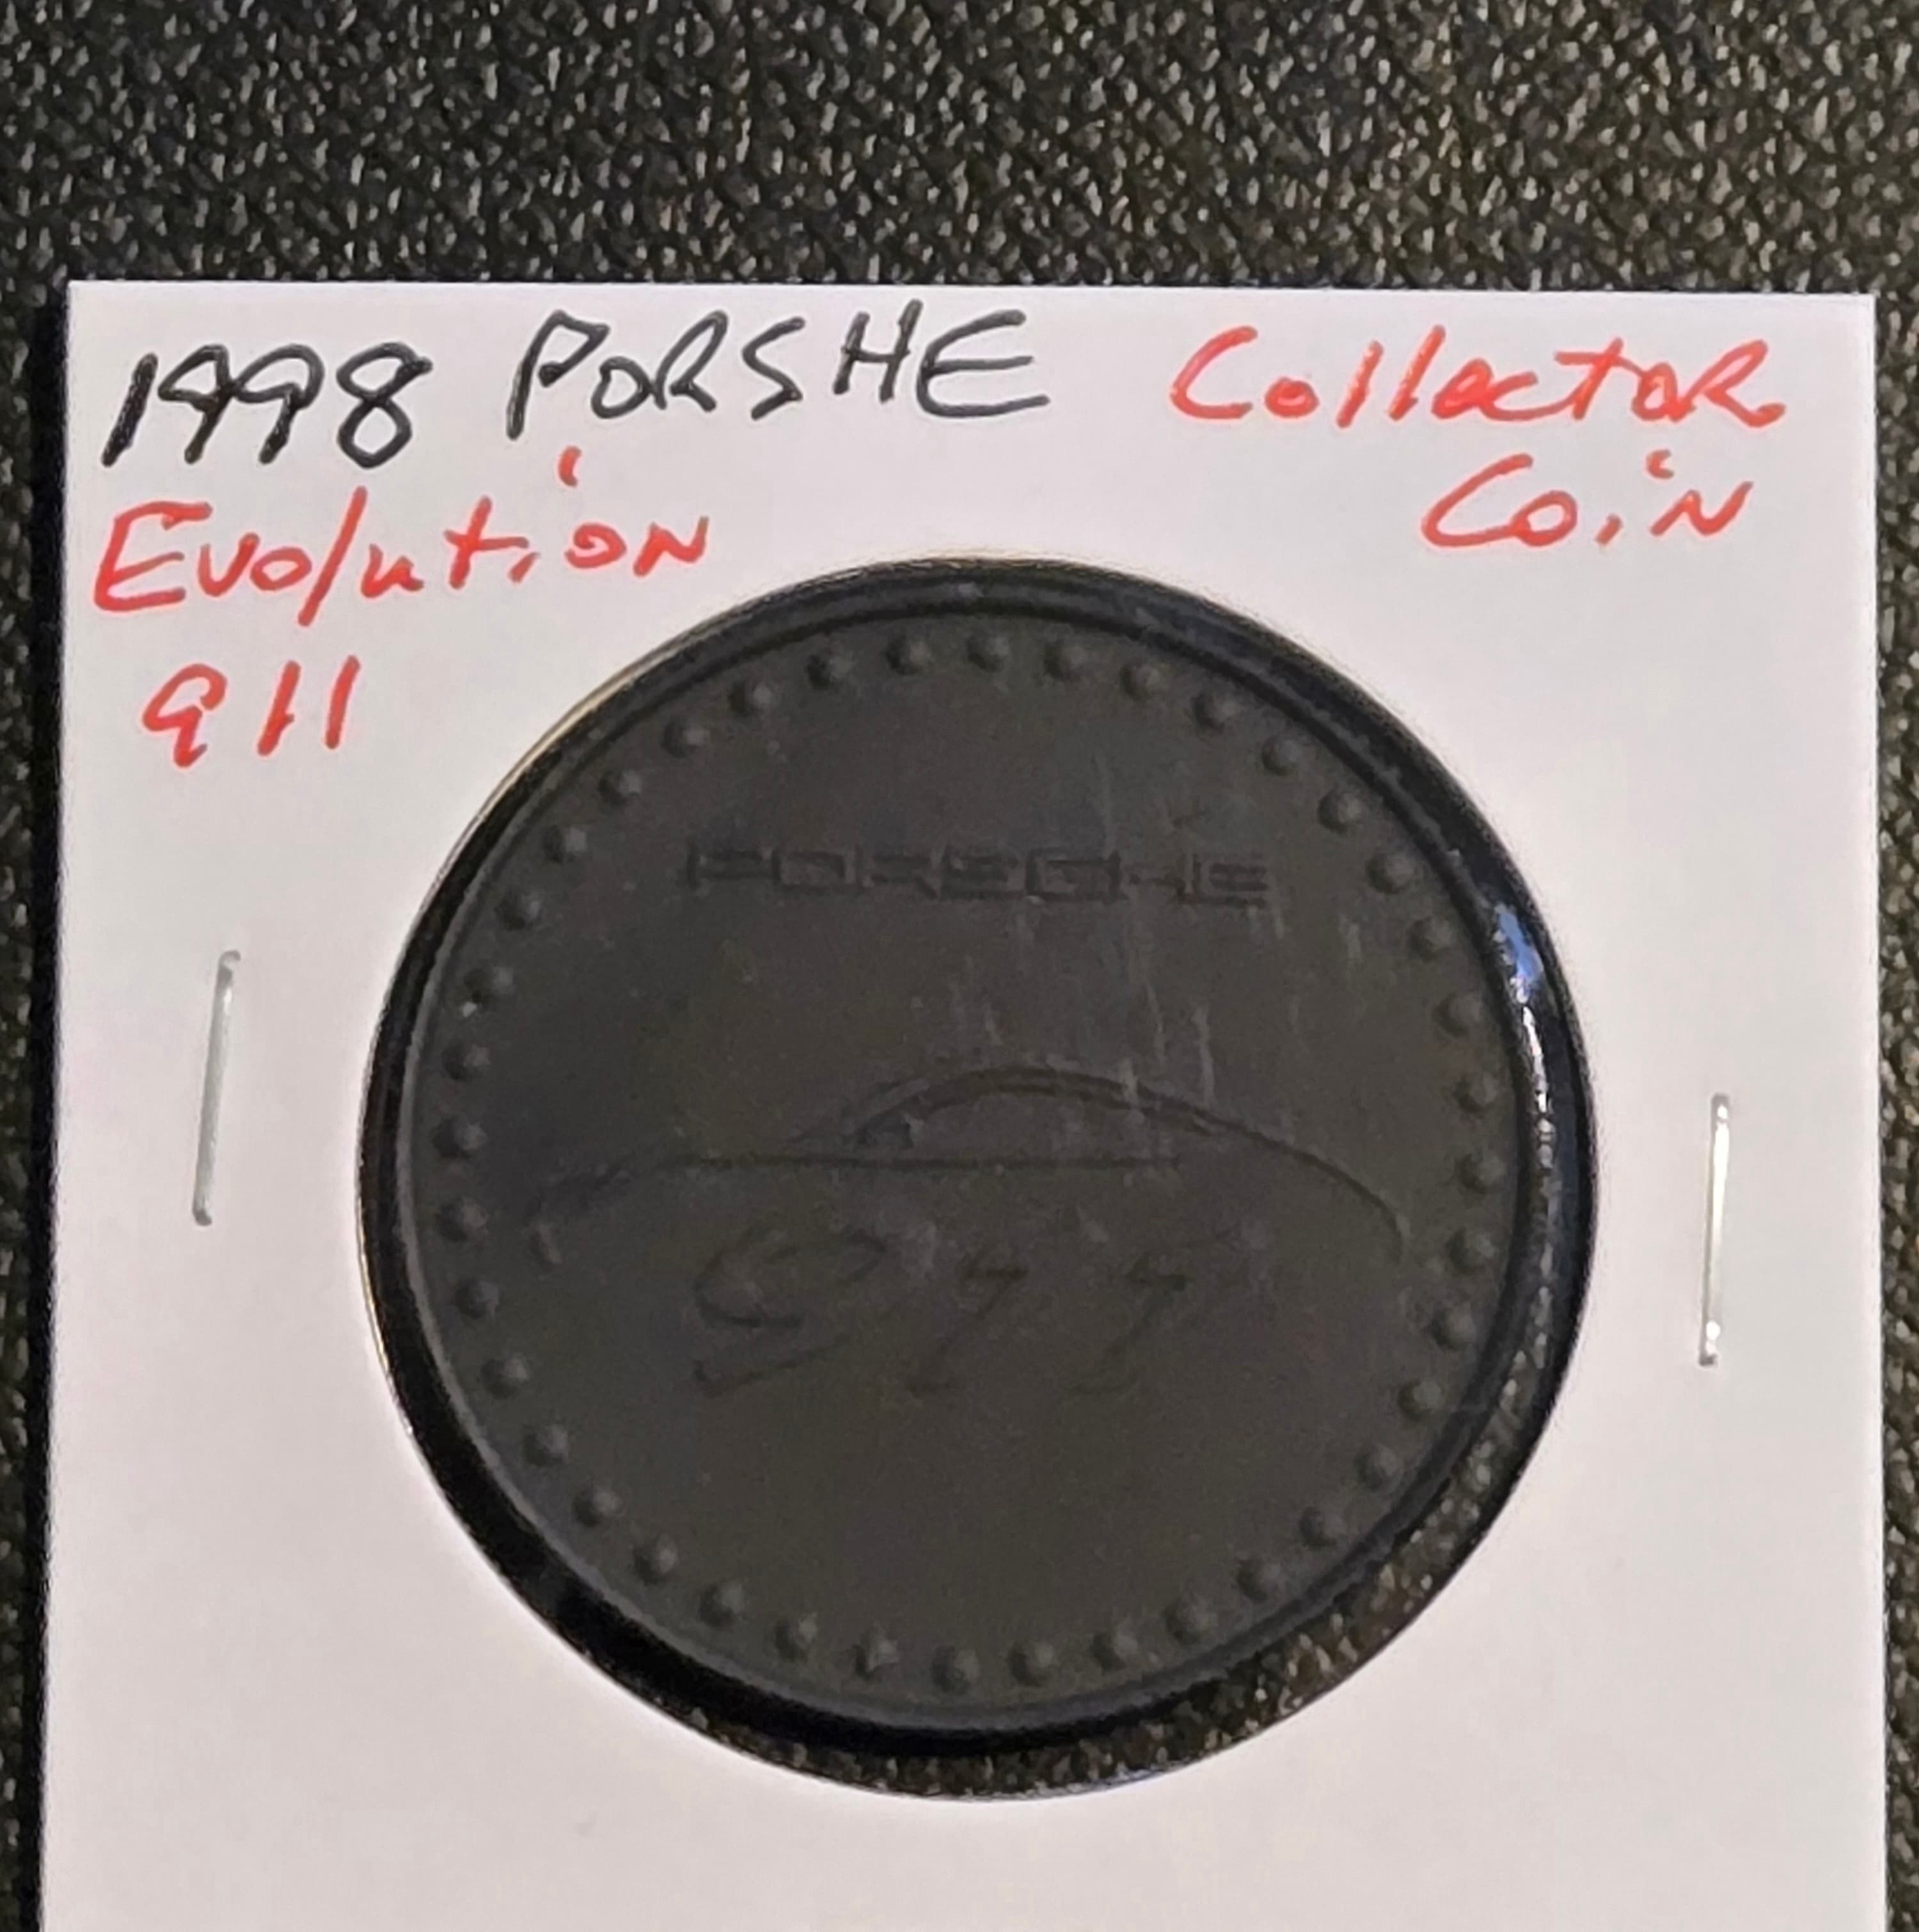 1998 PORSHE Collector
Evolution Coin
911
PORSCHE
911